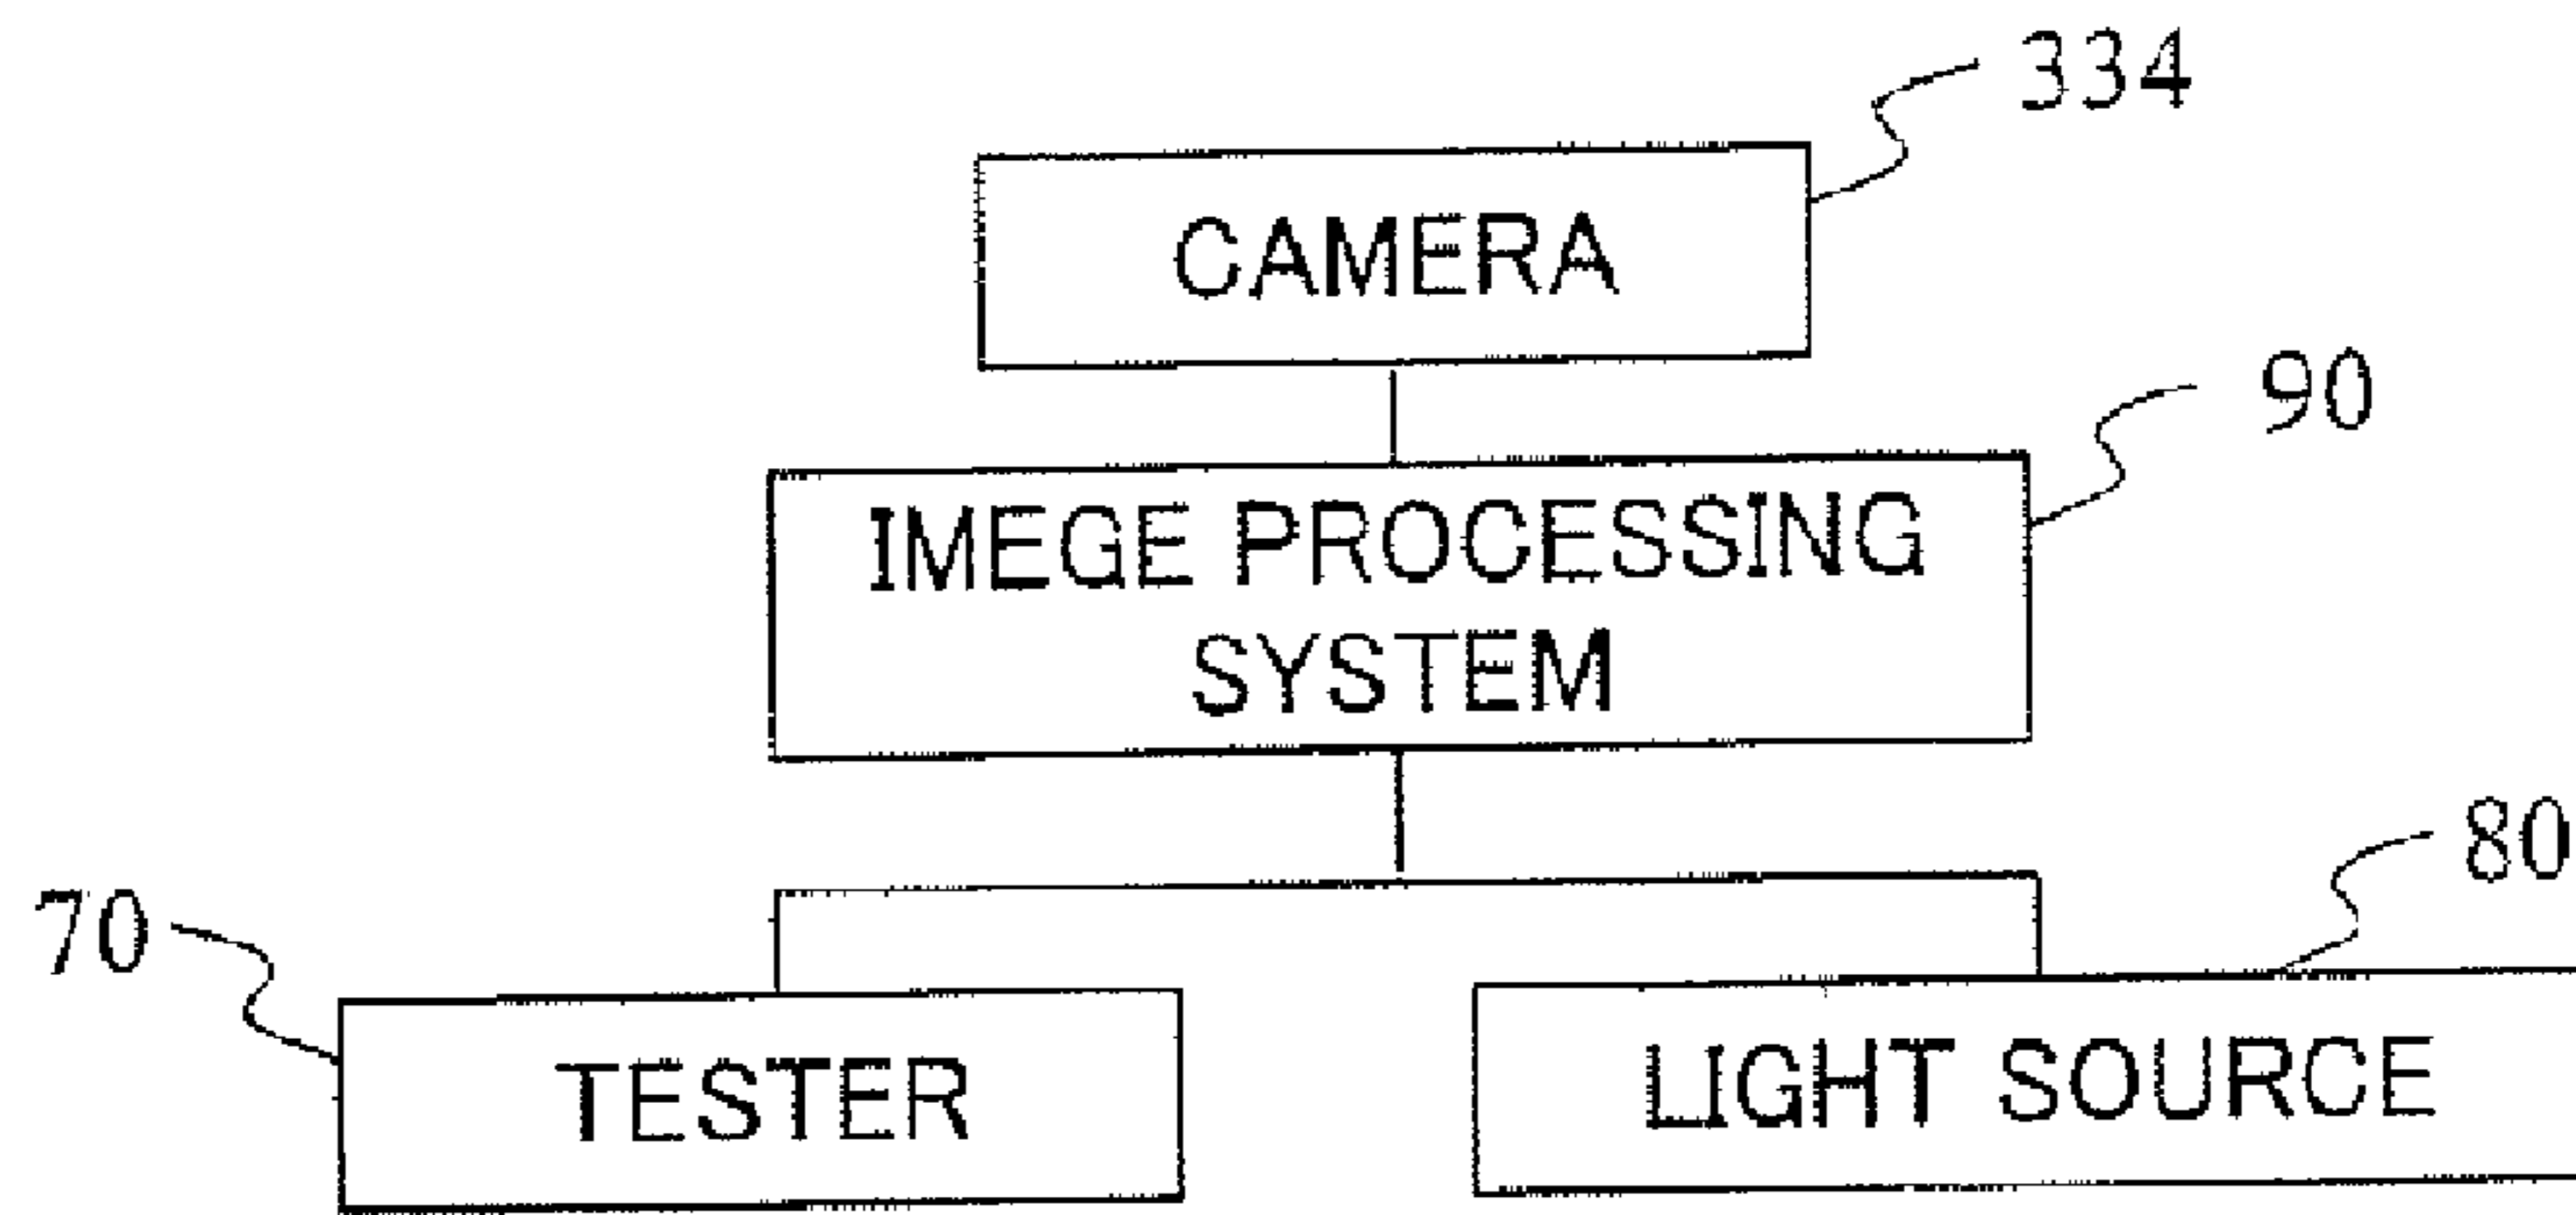 334
CAMERA
90
IMEGE PROCESSING
SYSTEM
80
70
TESTER
LIGHT SOURCE